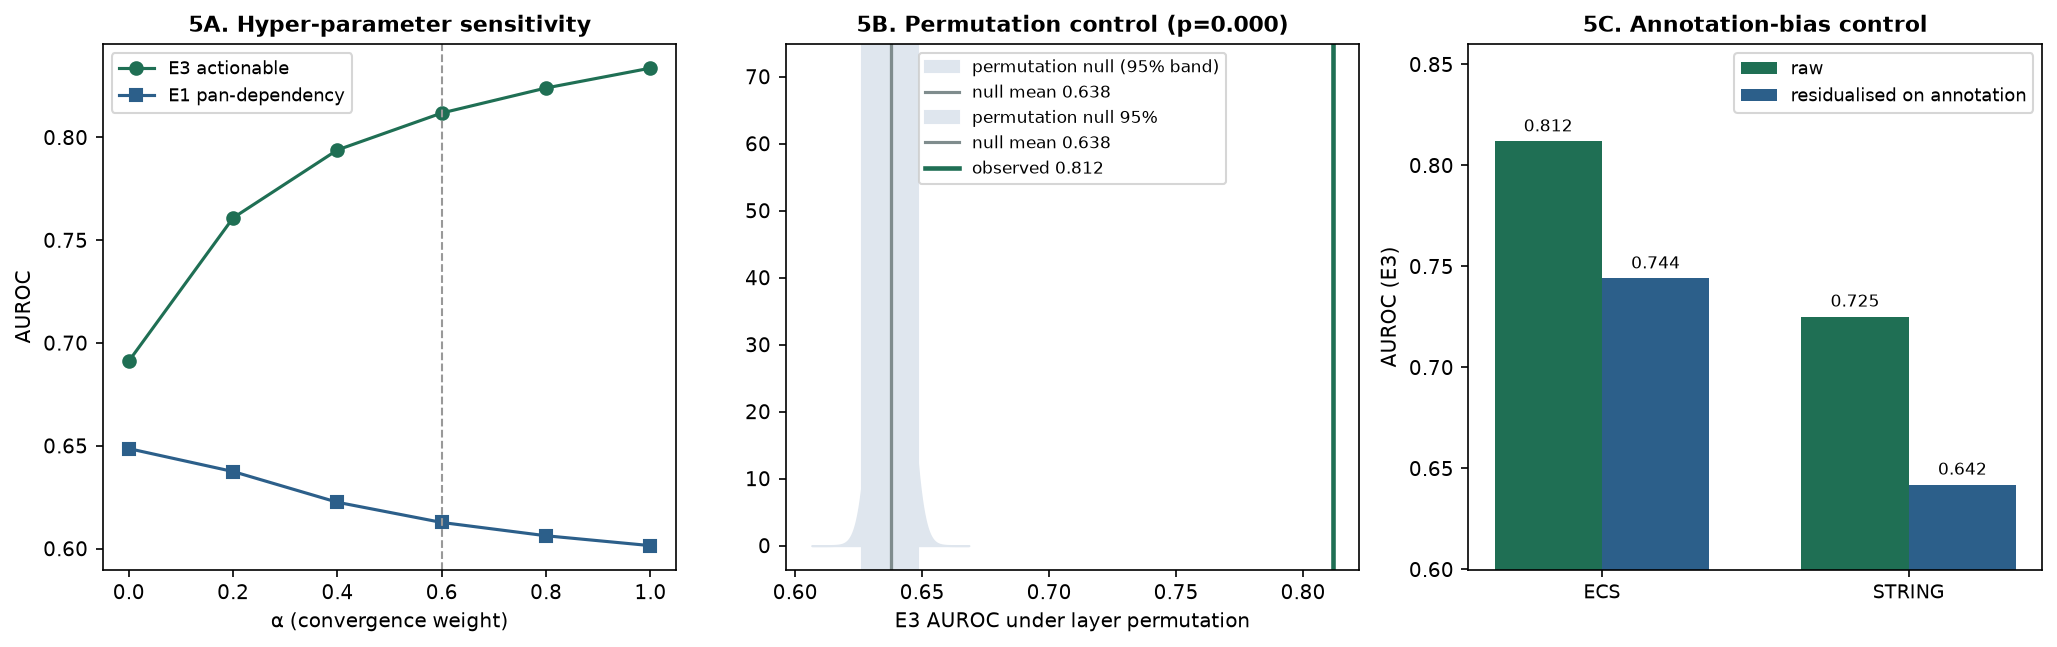 5A. Hyper-parameter sensitivity
E3 actionable
E1 pan-dependency
AUROC
0.80
0.75
0.70
0.65
0.60
0.0 0.2 0.4 0.6 0.8 1.0
α (convergence weight)
5B. Permutation control (p=0.000)
permutation null (95% band)
null mean 0.638
permutation null 95%
null mean 0.638
observed 0.812
70
60
50
40
30
20
10
0
0.60 0.65 0.70 0.75 0.80
E3 AUROC under layer permutation
5C. Annotation-bias control
raw
residualised on annotation
AUROC (E3)
0.85
0.80
0.75
0.70
0.65
0.60
0.812
0.744
0.725
0.642
ECS STRING